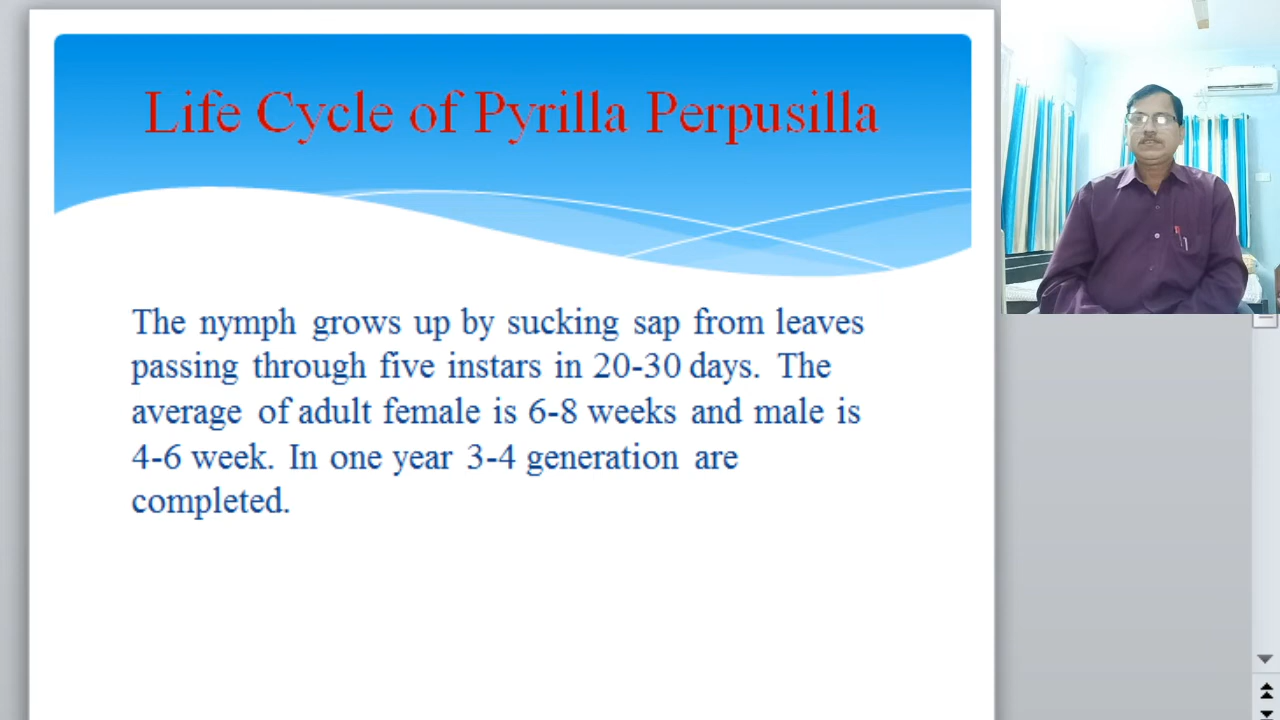 Life Cycle of Pyrilla Perpusilla
The nymph grows up by sucking sap from leaves
passing through five instars in 20-30 days. The
average of adult female is 6-8 weeks and male is
4-6 week. In one year 3-4 generation are
completed.